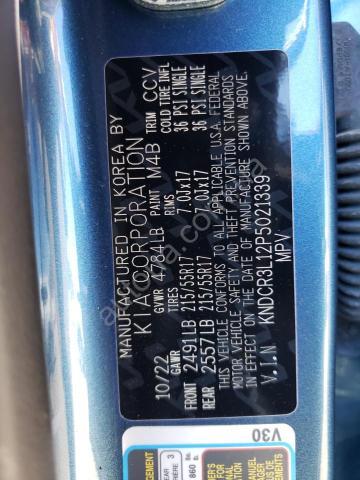 MANUFACTURED IN KOREA BY
KIA CORPORATION
10/22 GVWR 4784LB PAINT M4B TRIM CCV
GAWR TIRES RIMS COLD TIRE INFL
FRONT 2491LB 215/55R17 7.0Jx17 36 PSI SINGLE
REAR 2557LB 215/55R17 7.0Jx17 36 PSI SINGLE
THIS VEHICLE CONFORMS TO ALL APPLICABLE U.S.A. FEDERAL
MOTOR VEHICLE SAFETY AND THEFT PREVENTION STANDARDS
IN EFFECT ON THE DATE OF MANUFACTURE SHOWN ABOVE.
V.I.N KNDCR3L12P5021339
MPV
V30